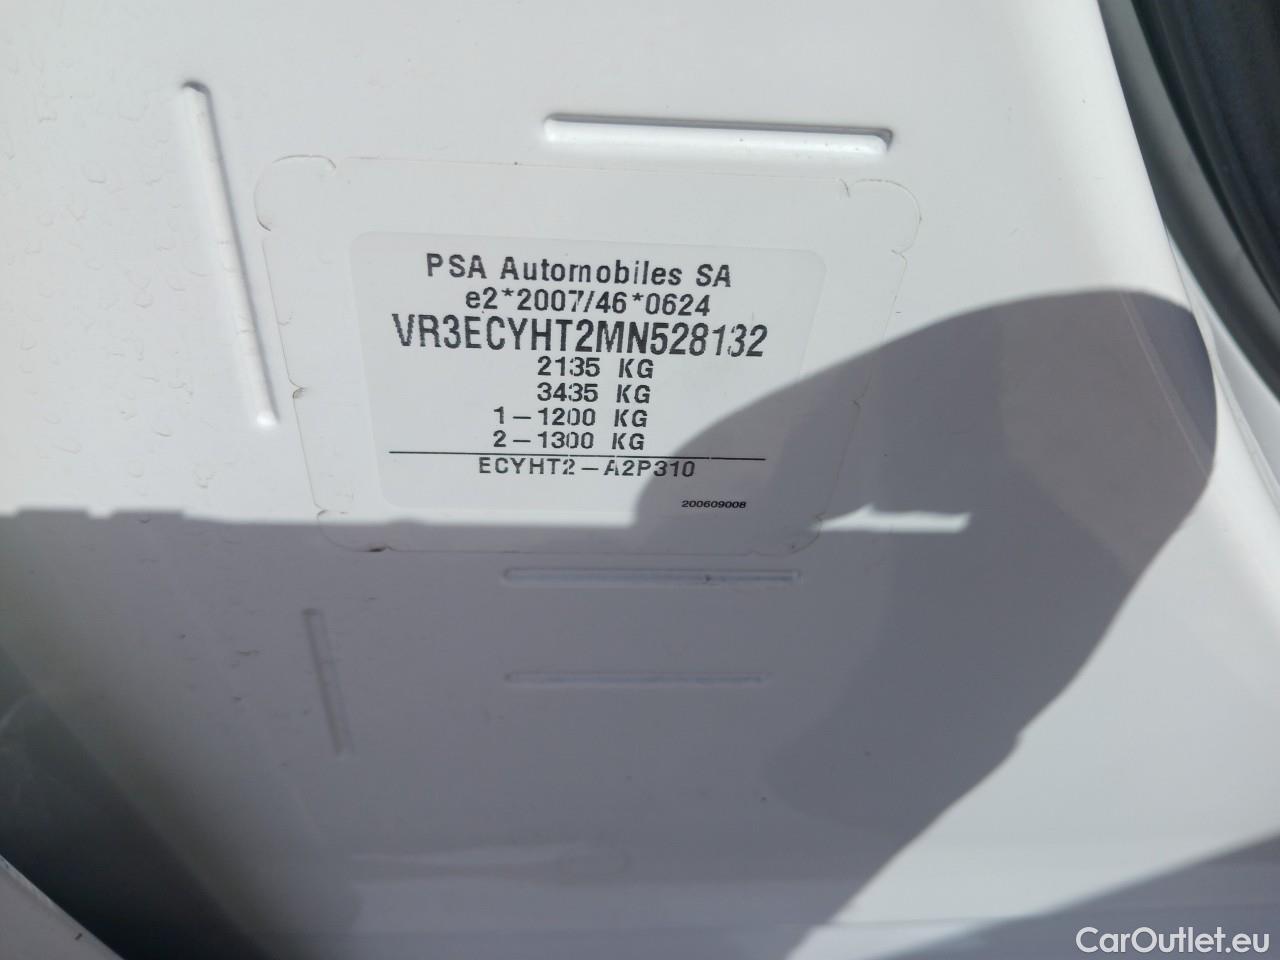 PSA Automobiles SA
e2*2007/46*0624
VR3ECYHT2MN528132
2135 KG
3435 KG
1-1200 KG
2-1300 KG
ECYHT2-A2P310
200609008
CarOutlet.eu